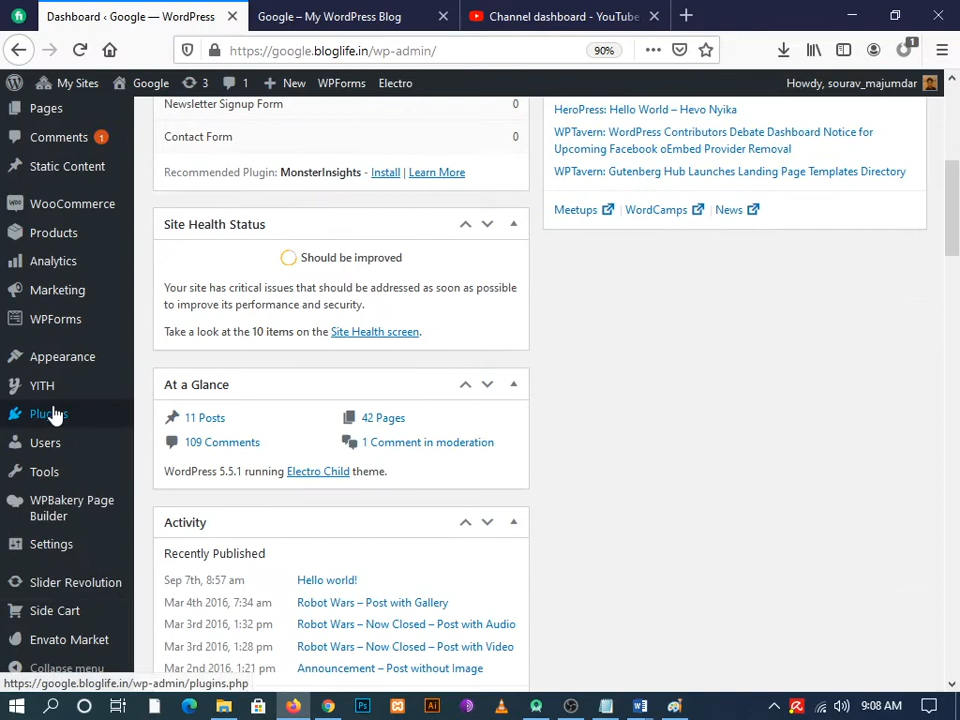 Dashboard ‹ Google — WordPress
Google – My WordPress Blog
Channel dashboard - YouTube
https://google.bloglife.in/wp-admin/
90%
1
My Sites
Google
3
1
New
WPForms
Electro
Howdy, sourav_majumdar
Pages
Comments 1
Static Content
WooCommerce
Products
Analytics
Marketing
WPForms
Appearance
YITH
Plugins
Users
Tools
WPBakery Page
Builder
Settings
Slider Revolution
Side Cart
Envato Market
Collapse menu
Newsletter Signup Form 0
Contact Form 0
Recommended Plugin: MonsterInsights - Install | Learn More
Site Health Status
Should be improved
Your site has critical issues that should be addressed as soon as possible
to improve its performance and security.
Take a look at the 10 items on the Site Health screen.
At a Glance
11 Posts
42 Pages
109 Comments
1 Comment in moderation
WordPress 5.5.1 running Electro Child theme.
Activity
Recently Published
Sep 7th, 8:57 am Hello world!
Mar 4th 2016, 7:34 am Robot Wars – Post with Gallery
Mar 3rd 2016, 1:32 pm Robot Wars – Now Closed – Post with Audio
Mar 3rd 2016, 1:28 pm Robot Wars – Now Closed – Post with Video
Mar 2nd 2016, 1:21 pm Announcement – Post without Image
HeroPress: Hello World – Hevo Nyika
WPTavern: WordPress Contributors Debate Dashboard Notice for
Upcoming Facebook oEmbed Provider Removal
WPTavern: Gutenberg Hub Launches Landing Page Templates Directory
Meetups
WordCamps
News
https://google.bloglife.in/wp-admin/plugins.php
9:08 AM